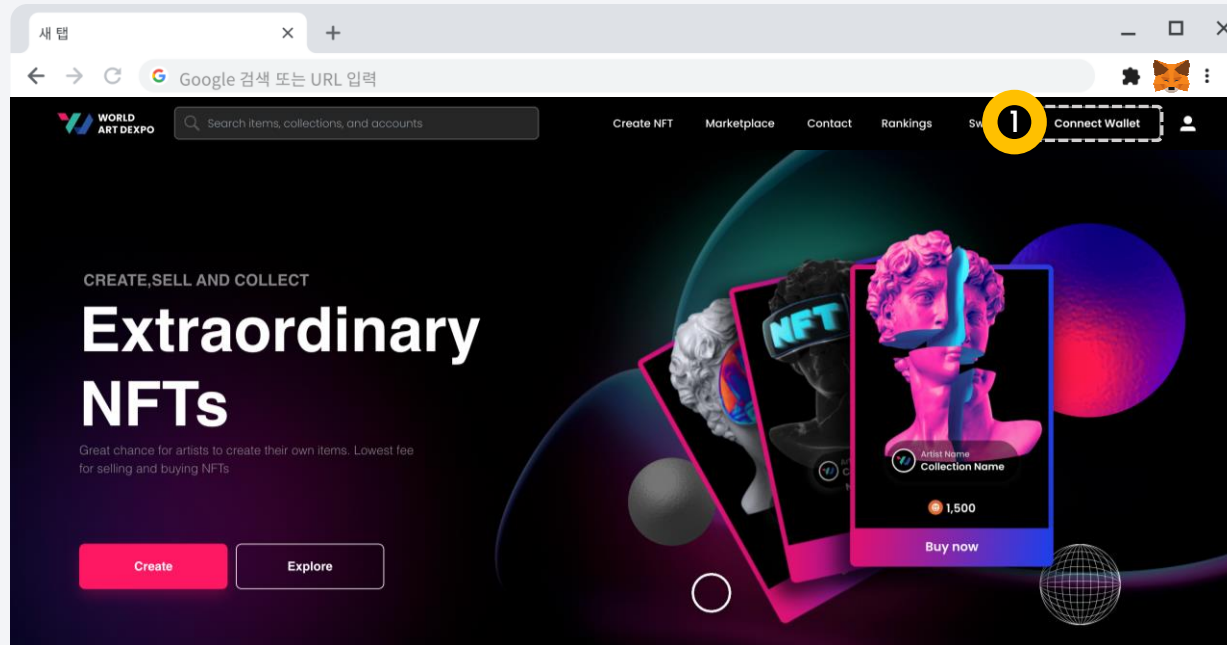 새 탭
Google 검색 또는 URL 입력
WORLD
ART DEXPO
Search items, collections, and accounts
Create NFT
Marketplace
Contact
Rankings
1
Connect Wallet
CREATE,SELL AND COLLECT
Extraordinary
NFTs
Great chance for artists to create their own items. Lowest fee
for selling and buying NFTs
Create
Explore
NFT
Artist Name
Collection Name
1,500
Buy now